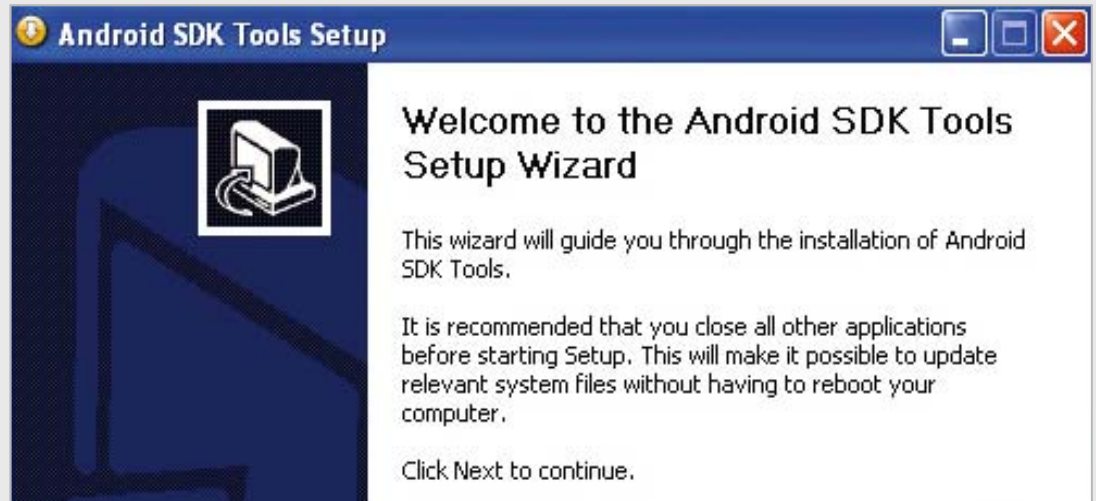 Android SDK Tools Setup
Welcome to the Android SDK Tools
Setup Wizard
This wizard will guide you through the installation of Android
SDK Tools.
It is recommended that you close all other applications
before starting Setup. This will make it possible to update
relevant system files without having to reboot your
computer.
Click Next to continue.